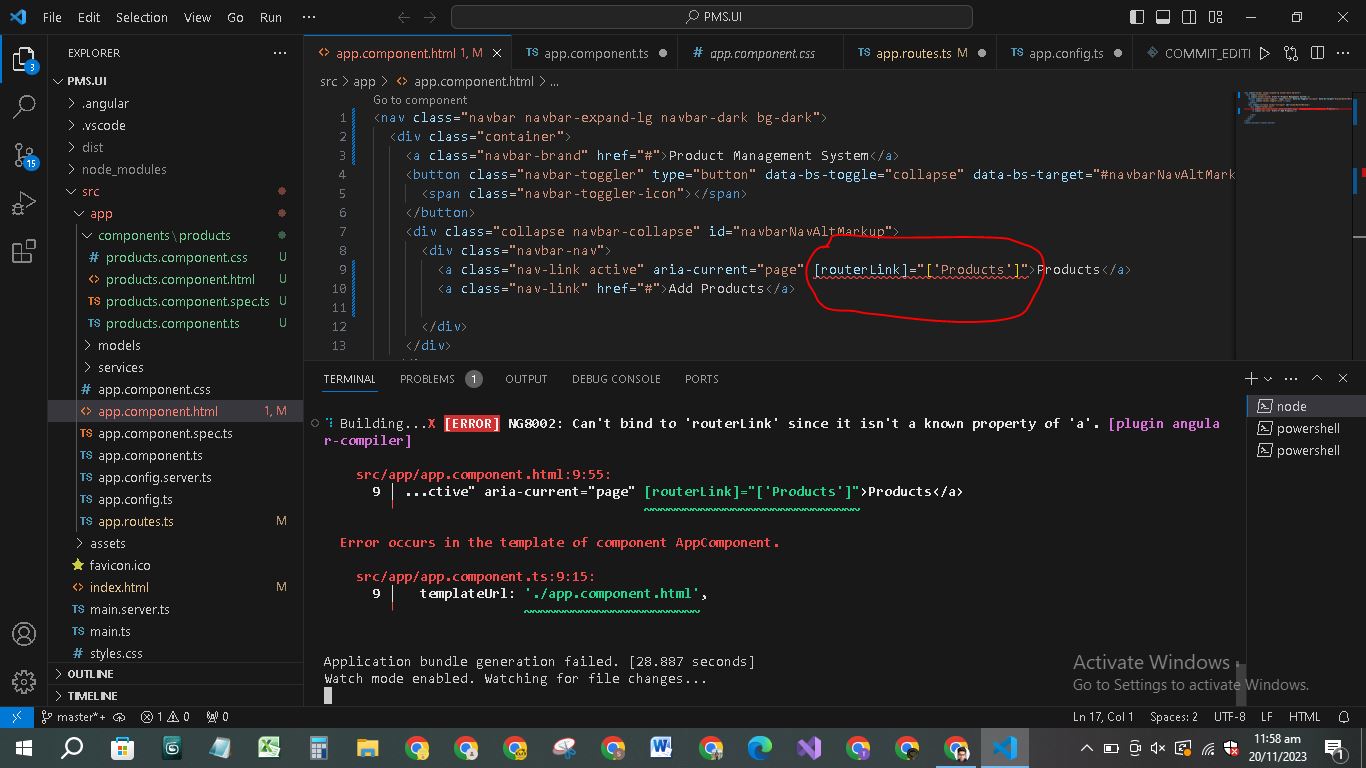 File Edit Selection View Go Run ··· PMS.UI
EXPLORER ···
app.component.html 1, M
TS app.component.ts
# app.component.css
TS app.routes.ts M
TS app.config.ts
COMMIT_EDITI
PMS.UI
.angular
.vscode
dist
node_modules
src
app
components\products
# products.component.css U
products.component.html U
TS products.component.spec.ts U
TS products.component.ts U
models
services
# app.component.css
app.component.html 1, M
TS app.component.spec.ts
TS app.component.ts
TS app.config.server.ts
TS app.config.ts
TS app.routes.ts M
assets
favicon.ico
index.html M
TS main.server.ts
TS main.ts
# styles.css
OUTLINE
TIMELINE
3
15
src > app > app.component.html > ...
Go to component
1 <nav class="navbar navbar-expand-lg navbar-dark bg-dark">
2 <div class="container">
3 <a class="navbar-brand" href="#">Product Management System</a>
4 <button class="navbar-toggler" type="button" data-bs-toggle="collapse" data-bs-target="#navbarNavAltMark
5 <span class="navbar-toggler-icon"></span>
6 </button>
7 <div class="collapse navbar-collapse" id="navbarNavAltMarkup">
8 <div class="navbar-nav">
9 <a class="nav-link active" aria-current="page" [routerLink]="['Products']">Products</a>
10 <a class="nav-link" href="#">Add Products</a>
11
12 </div>
13 </div>
TERMINAL PROBLEMS 1 OUTPUT DEBUG CONSOLE PORTS
node
powershell
powershell
Building...X [ERROR] NG8002: Can't bind to 'routerLink' since it isn't a known property of 'a'. [plugin angula
r-compiler]
src/app/app.component.html:9:55:
9 │ ...ctive" aria-current="page" [routerLink]="['Products']">Products</a>
Error occurs in the template of component AppComponent.
src/app/app.component.ts:9:15:
9 │ templateUrl: './app.component.html',
Application bundle generation failed. [28.887 seconds]
Watch mode enabled. Watching for file changes...
Activate Windows
Go to Settings to activate Windows.
master*+ 1 0 0 Ln 17, Col 1 Spaces: 2 UTF-8 LF HTML
11:58 am
20/11/2023
1